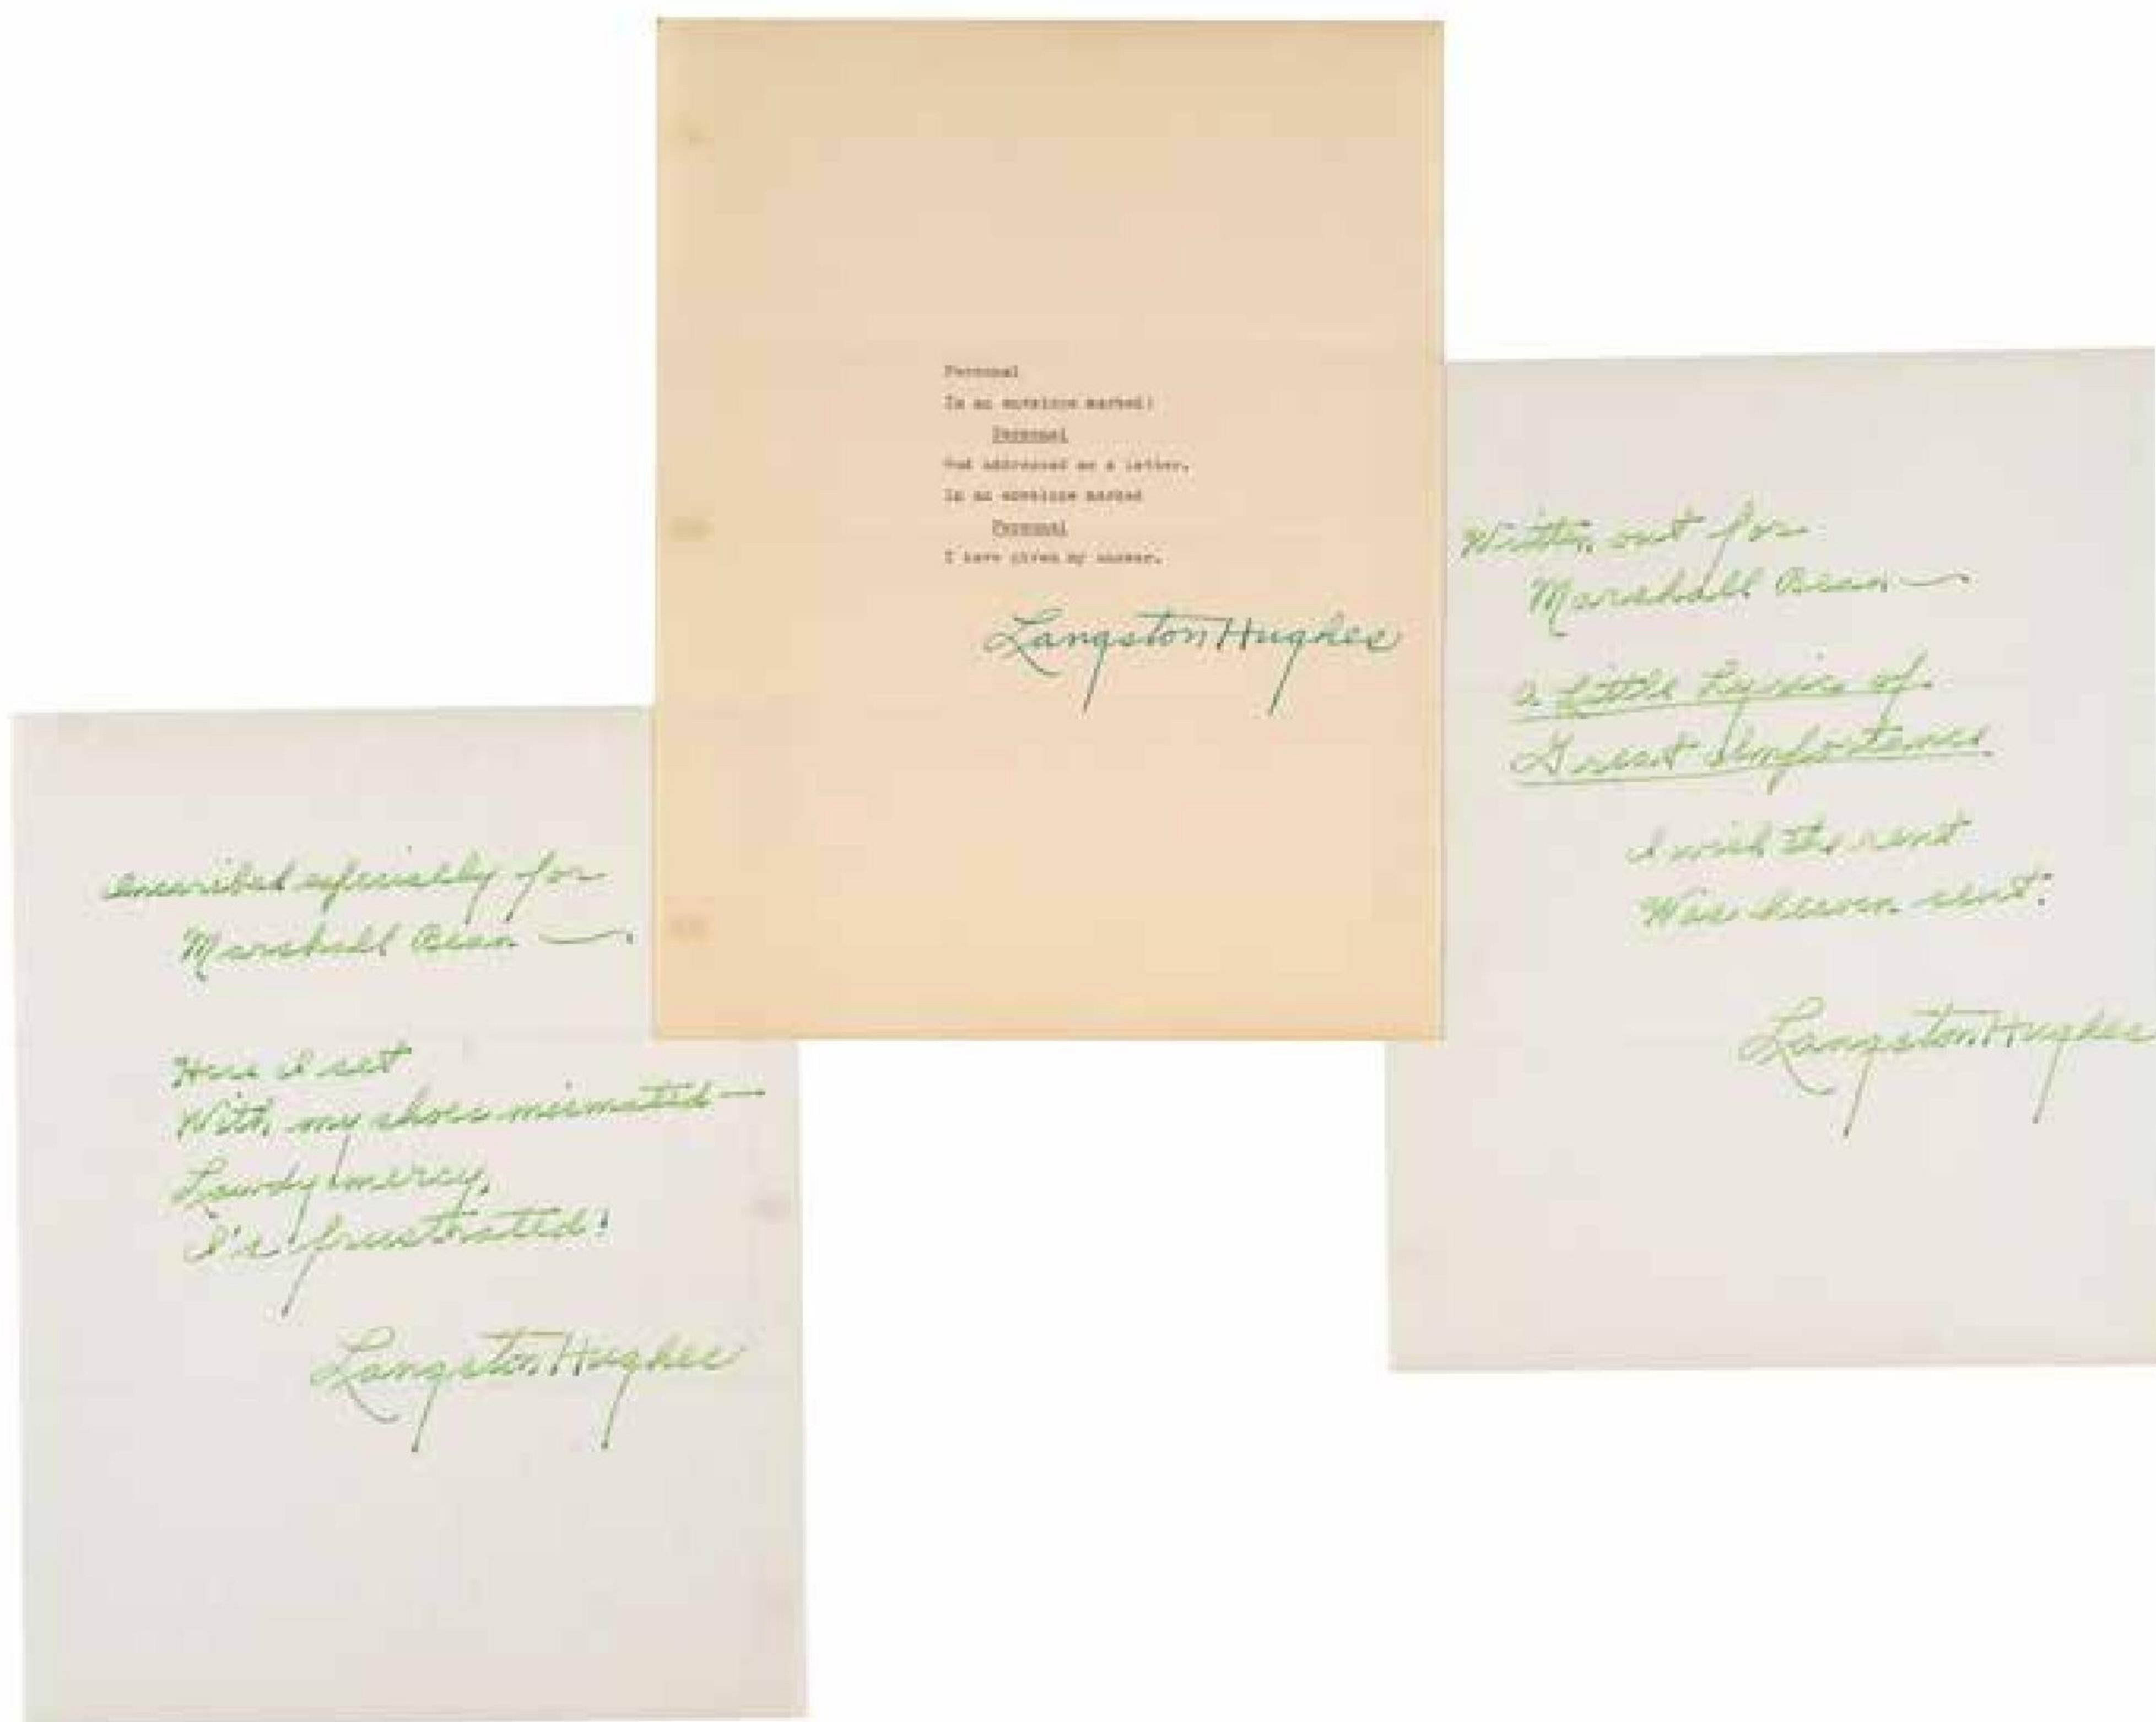 Inscribed especially for
Marshall Bean —
Here I set
With my shoes mismated —
Lawdy mercy,
I's frustrated!
Langston Hughes
Personal
In an envelope marked:
Personal
God addressed me a letter.
In an envelope marked
Personal
I have given my answer.
Langston Hughes
Written out for
Marshall Bean —
Little Lyric of
Great Importance
I wish the rent
Was heaven sent.
Langston Hughes